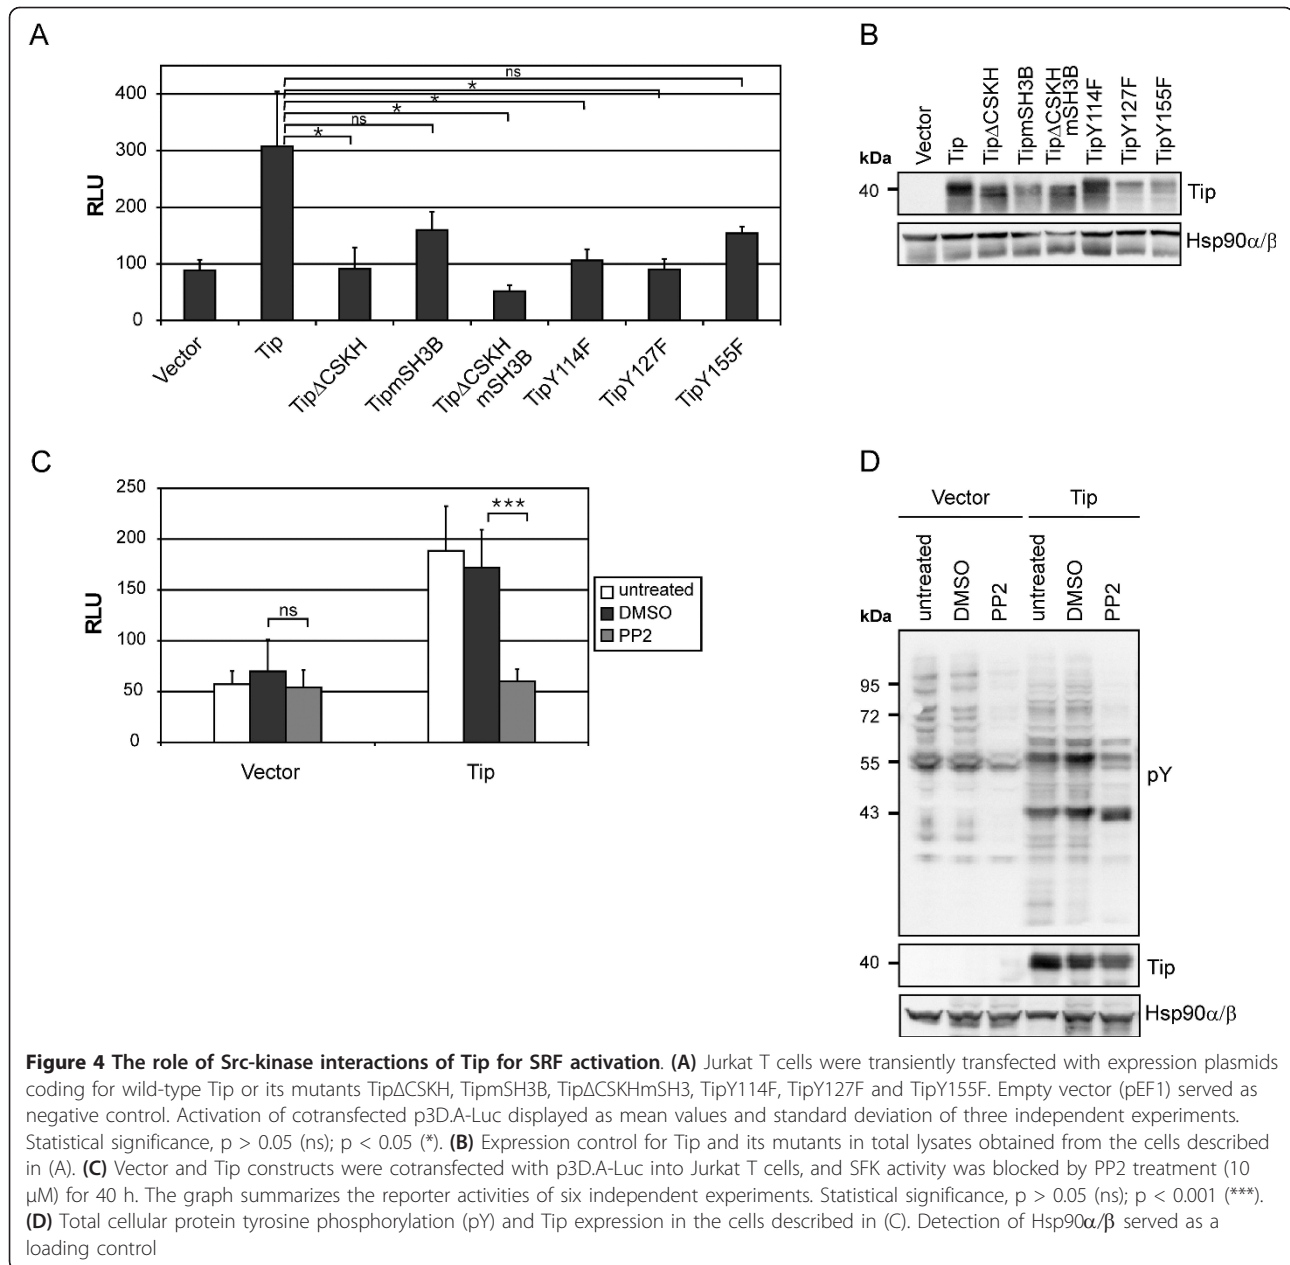 A
400
300
200
100
0
RLU
ns
*
*
*
ns
*
Vector
Tip
TipΔCSKH
TipmSH3B
TipΔCSKH
mSH3B
TipY114F
TipY127F
TipY155F
B
Vector
Tip
TipΔCSKH
TipmSH3B
TipΔCSKH
mSH3B
TipY114F
TipY127F
TipY155F
kDa
40
Tip
Hsp90α/β
C
250
200
150
100
50
0
RLU
ns
***
Vector
Tip
untreated
DMSO
PP2
D
Vector
Tip
untreated
DMSO
PP2
untreated
DMSO
PP2
kDa
95
72
55
43
pY
40
Tip
Hsp90α/β
Figure 4 The role of Src-kinase interactions of Tip for SRF activation. (A) Jurkat T cells were transiently transfected with expression plasmids
coding for wild-type Tip or its mutants TipΔCSKH, TipmSH3B, TipΔCSKHmSH3, TipY114F, TipY127F and TipY155F. Empty vector (pEF1) served as
negative control. Activation of cotransfected p3D.A-Luc displayed as mean values and standard deviation of three independent experiments.
Statistical significance, p > 0.05 (ns); p < 0.05 (*). (B) Expression control for Tip and its mutants in total lysates obtained from the cells described
in (A). (C) Vector and Tip constructs were cotransfected with p3D.A-Luc into Jurkat T cells, and SFK activity was blocked by PP2 treatment (10
μM) for 40 h. The graph summarizes the reporter activities of six independent experiments. Statistical significance, p > 0.05 (ns); p < 0.001 (***).
(D) Total cellular protein tyrosine phosphorylation (pY) and Tip expression in the cells described in (C). Detection of Hsp90α/β served as a
loading control